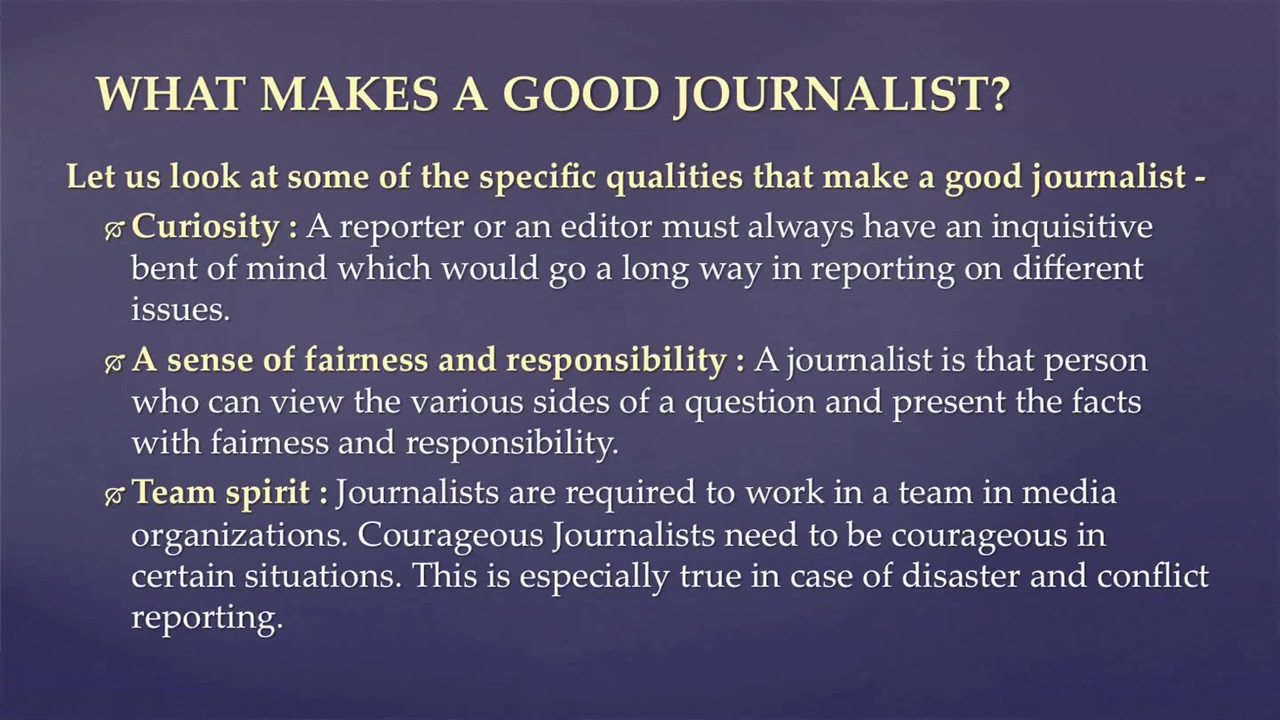 WHAT MAKES A GOOD JOURNALIST?
Let us look at some of the specific qualities that make a good journalist -
Curiosity : A reporter or an editor must always have an inquisitive
bent of mind which would go a long way in reporting on different
issues.
A sense of fairness and responsibility : A journalist is that person
who can view the various sides of a question and present the facts
with fairness and responsibility.
Team spirit : Journalists are required to work in a team in media
organizations. Courageous Journalists need to be courageous in
certain situations. This is especially true in case of disaster and conflict
reporting.